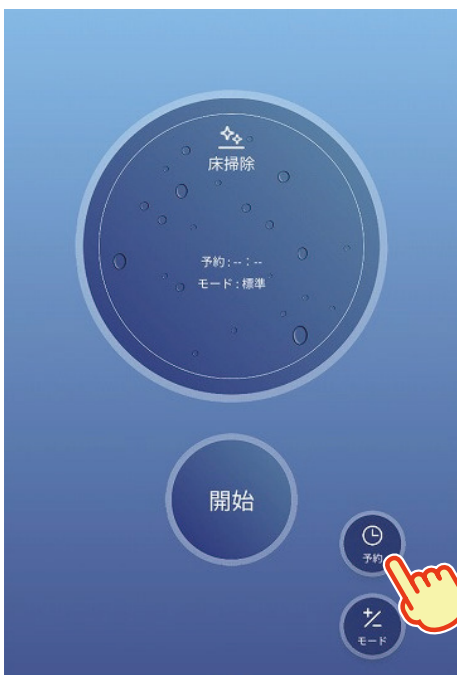 床掃除
予約 : -- : --
モード : 標準
開始
予約
モード